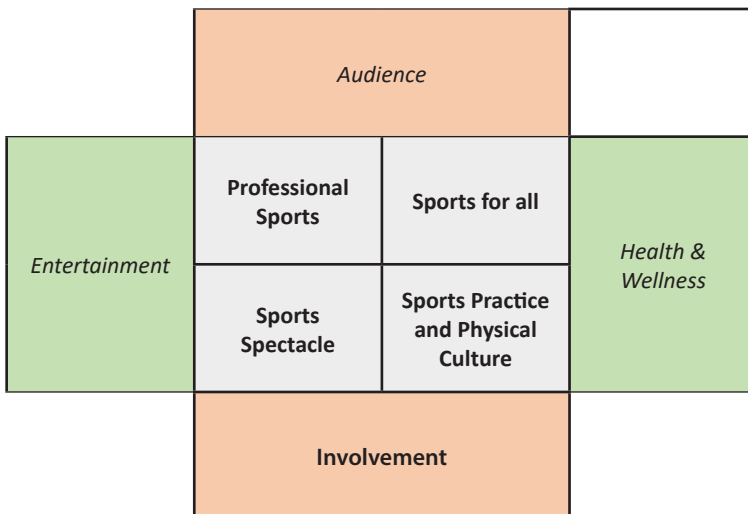 Audience
Professional
Sports
Sports for all
Entertainment
Health &
Wellness
Sports
Spectacle
Sports Practice
and Physical
Culture
Involvement